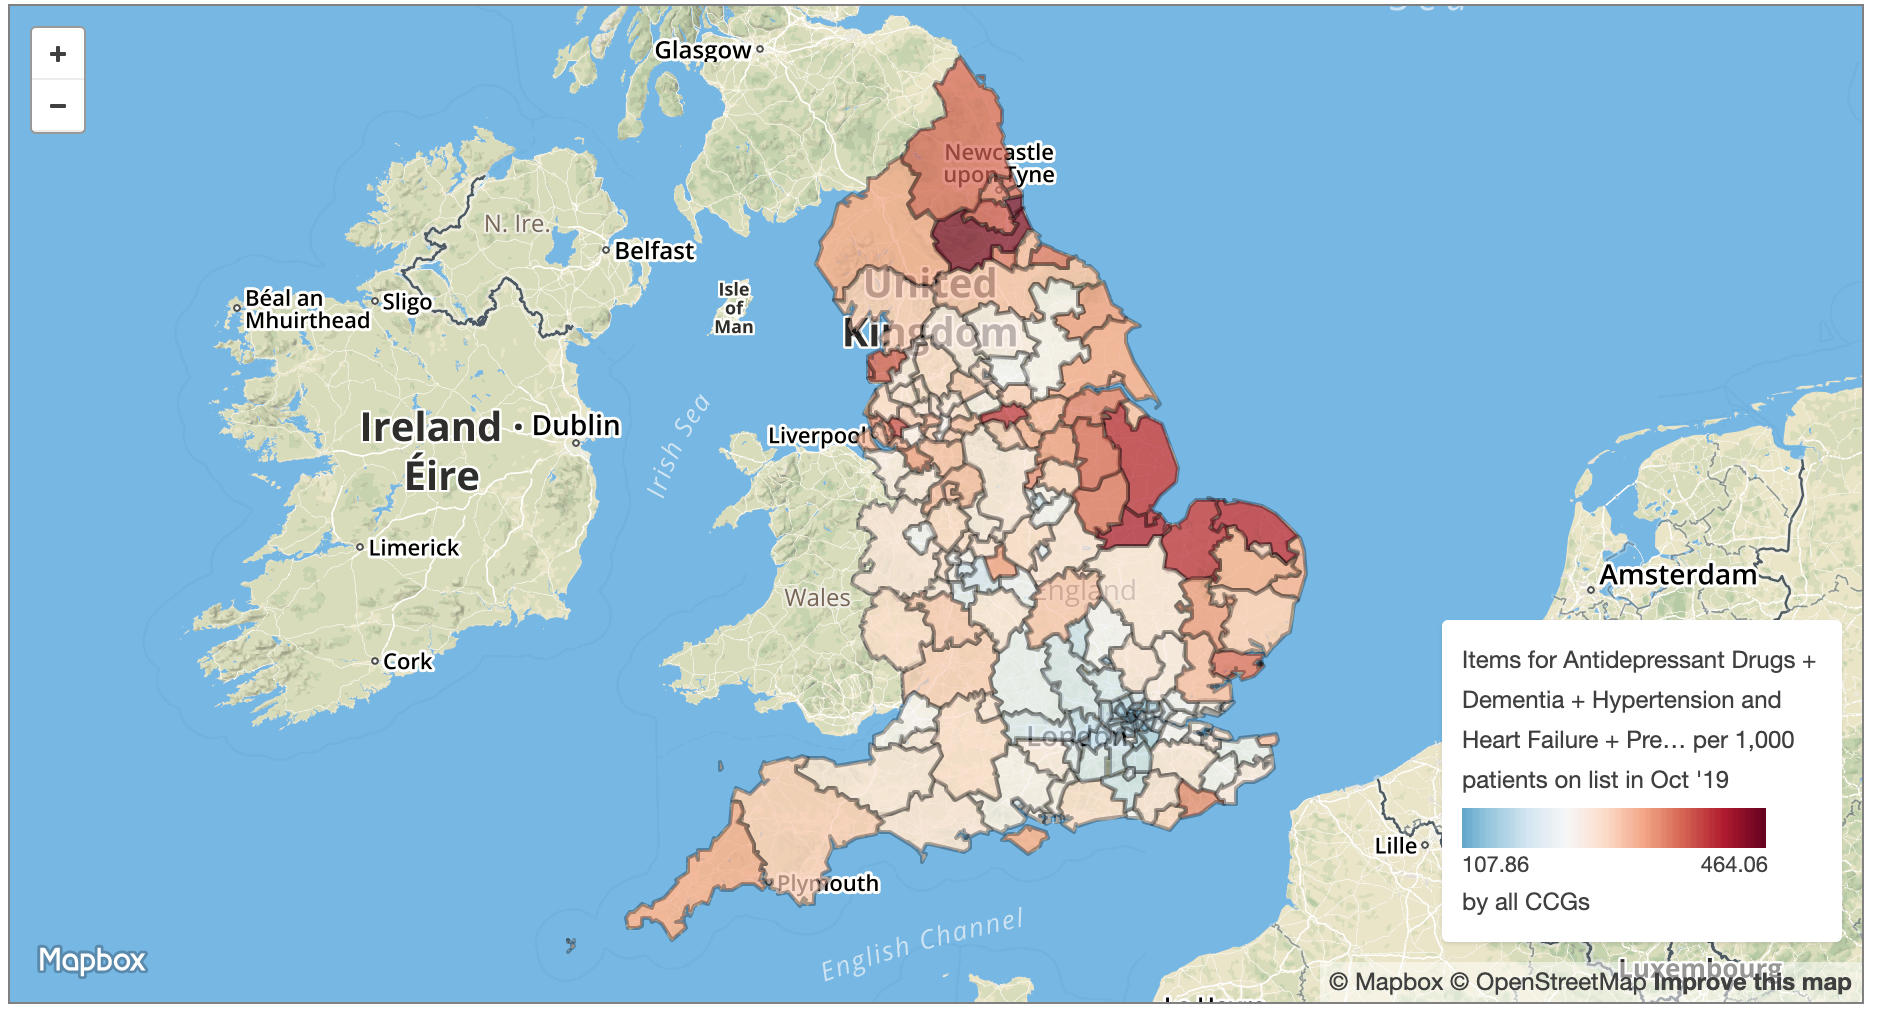 Sea
+
−
Glasgow
Newcastle
upon Tyne
N. Ire.
Belfast
Béal an
Mhuirthead
Sligo
Isle
of
Man
United
Kingdom
Irish Sea
Ireland
Éire
Dublin
Liverpool
Limerick
Cork
Wales
England
London
Amsterdam
Plymouth
English Channel
Lille
Luxembourg
Items for Antidepressant Drugs +
Dementia + Hypertension and
Heart Failure + Pre... per 1,000
patients on list in Oct '19
107.86 464.06
by all CCGs
Mapbox
© Mapbox © OpenStreetMap Improve this map